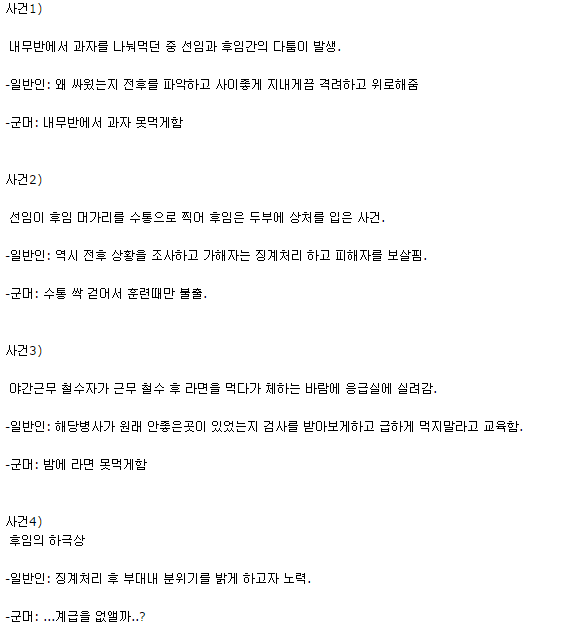 사건1)
내무반에서 과자를 나눠먹던 중 선임과 후임간의 다툼이 발생.
-일반인: 왜 싸웠는지 전후를 파악하고 사이좋게 지내게끔 격려하고 위로해줌
-군머: 내무반에서 과자 못먹게함
사건2)
선임이 후임 머가리를 수통으로 찍어 후임은 두부에 상처를 입은 사건.
-일반인: 역시 전후 상황을 조사하고 가해자는 징계처리 하고 피해자를 보살핌.
-군머: 수통 싹 걷어서 훈련때만 불출.
사건3)
야간근무 철수자가 근무 철수 후 라면을 먹다가 체하는 바람에 응급실에 실려감.
-일반인: 해당병사가 원래 안좋은곳이 있었는지 검사를 받아보게하고 급하게 먹지말라고 교육함.
-군머: 밤에 라면 못먹게함
사건4)
후임의 하극상
-일반인: 징계처리 후 부대내 분위기를 밝게 하고자 노력.
-군머: ...계급을 없앨까..?